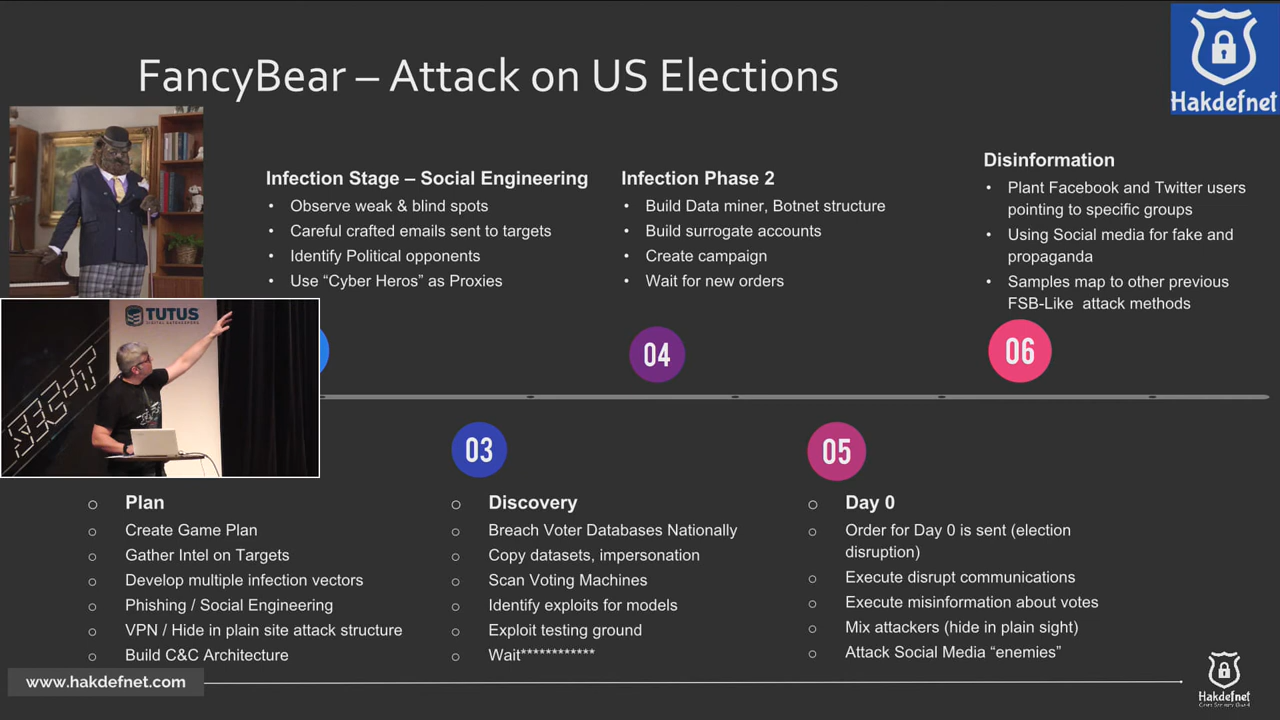 FancyBear – Attack on US Elections
Hakdefnet
Infection Stage – Social Engineering
• Observe weak & blind spots
• Careful crafted emails sent to targets
• Identify Political opponents
• Use “Cyber Heros” as Proxies
Infection Phase 2
• Build Data miner, Botnet structure
• Build surrogate accounts
• Create campaign
• Wait for new orders
Disinformation
• Plant Facebook and Twitter users
pointing to specific groups
• Using Social media for fake and
propaganda
• Samples map to other previous
FSB-Like attack methods
TUTUS
DIGITAL GATEKEEPERS
SEC-T
04
06
03
05
Plan
Create Game Plan
Gather Intel on Targets
Develop multiple infection vectors
Phishing / Social Engineering
VPN / Hide in plain site attack structure
Build C&C Architecture
Discovery
Breach Voter Databases Nationally
Copy datasets, impersonation
Scan Voting Machines
Identify exploits for models
Exploit testing ground
Wait************
Day 0
Order for Day 0 is sent (election
disruption)
Execute disrupt communications
Execute misinformation about votes
Mix attackers (hide in plain sight)
Attack Social Media “enemies”
www.hakdefnet.com
Hakdefnet